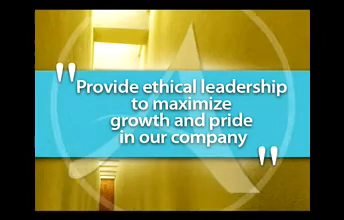 "Provide ethical leadership
to maximize
growth and pride
in our company"